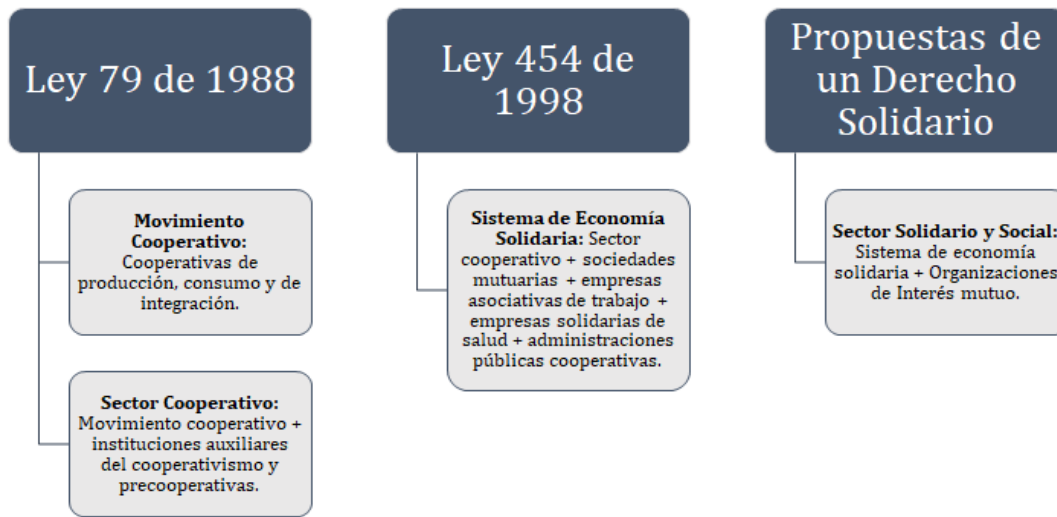 Ley 79 de 1988
Movimiento
Cooperativo:
Cooperativas de
producción, consumo y de
integración.
Sector Cooperativo:
Movimiento cooperativo +
instituciones auxiliares
del cooperativismo y
precooperativas.
Ley 454 de
1998
Sistema de Economía
Solidaria: Sector
cooperativo + sociedades
mutuarias + empresas
asociativas de trabajo +
empresas solidarias de
salud + administraciones
públicas cooperativas.
Propuestas de
un Derecho
Solidario
Sector Solidario y Social:
Sistema de economía
solidaria + Organizaciones
de Interés mutuo.